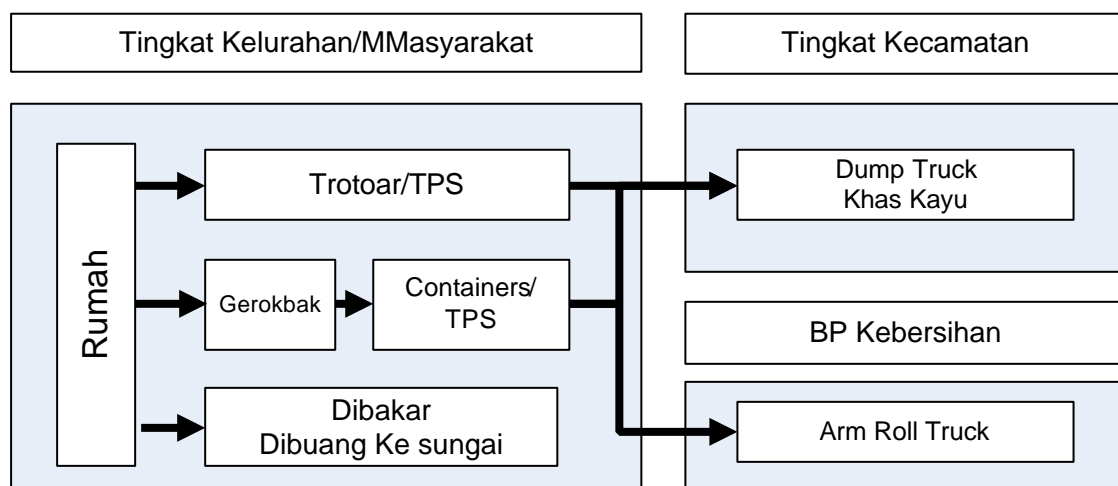 Tingkat Kelurahan/MMasyarakat
Tingkat Kecamatan
Rumah
Trotoar/TPS
Gerokbak
Containers/
TPS
Dibakar
Dibuang Ke sungai
Dump Truck
Khas Kayu
BP Kebersihan
Arm Roll Truck